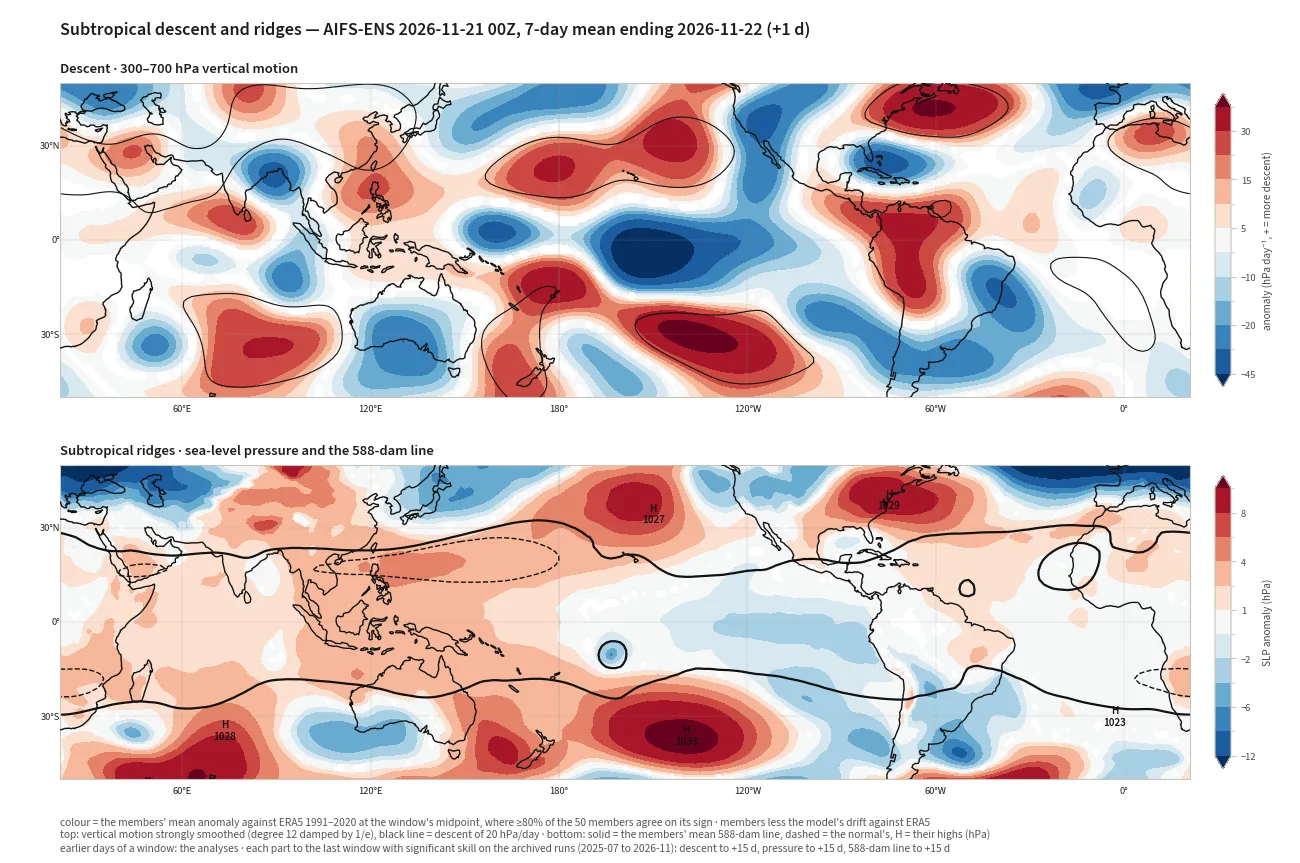 Subtropical descent and ridges — AIFS-ENS 2026-11-21 00Z, 7-day mean ending 2026-11-22 (+1 d)
Descent · 300–700 hPa vertical motion
30°N
0°
30°S
60°E
120°E
180°
120°W
60°W
0°
30
15
5
−10
−20
−45
anomaly (hPa day⁻¹, + = more descent)
Subtropical ridges · sea-level pressure and the 588-dam line
30°N
0°
30°S
H
1027
H
1029
H
1028
H
1033
H
1023
60°E
120°E
180°
120°W
60°W
0°
8
4
1
−2
−6
−12
SLP anomaly (hPa)
colour = the members' mean anomaly against ERA5 1991–2020 at the window's midpoint, where ≥80% of the 50 members agree on its sign · members less the model's drift against ERA5
top: vertical motion strongly smoothed (degree 12 damped by 1/e), black line = descent of 20 hPa/day · bottom: solid = the members' mean 588-dam line, dashed = the normal's, H = their highs (hPa)
earlier days of a window: the analyses · each part to the last window with significant skill on the archived runs (2025-07 to 2026-11): descent to +15 d, pressure to +15 d, 588-dam line to +15 d